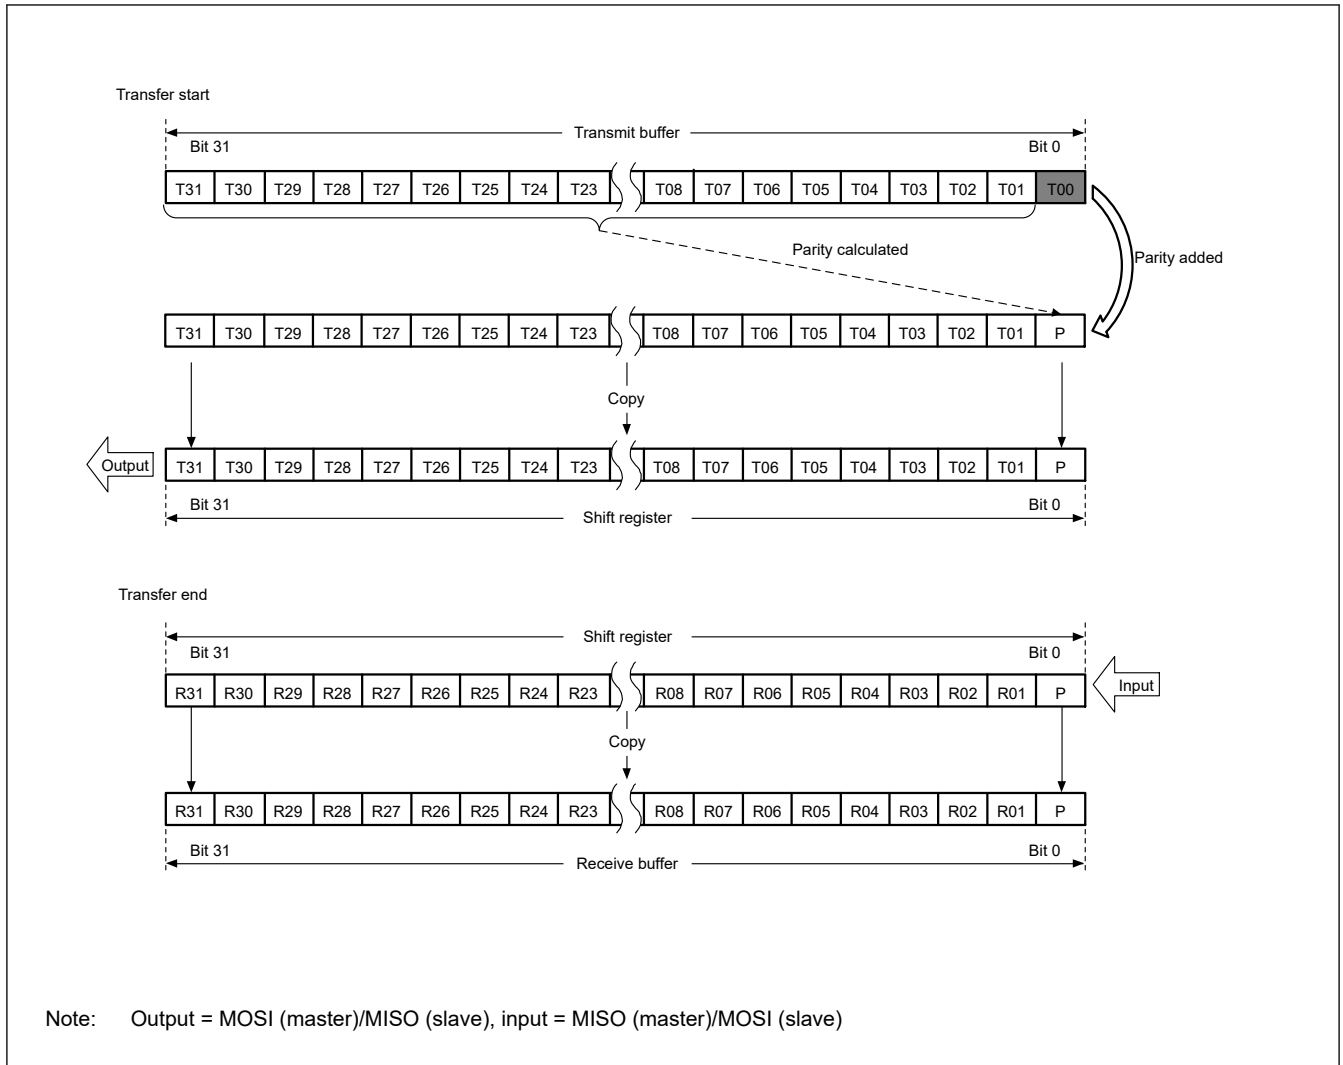 Transfer start
Transmit buffer
Bit 31 Bit 0
T31 T30 T29 T28 T27 T26 T25 T24 T23 T08 T07 T06 T05 T04 T03 T02 T01 T00
Parity calculated
Parity added
T31 T30 T29 T28 T27 T26 T25 T24 T23 T08 T07 T06 T05 T04 T03 T02 T01 P
Copy
Output T31 T30 T29 T28 T27 T26 T25 T24 T23 T08 T07 T06 T05 T04 T03 T02 T01 P
Bit 31 Bit 0
Shift register
Transfer end
Shift register
Bit 31 Bit 0
R31 R30 R29 R28 R27 R26 R25 R24 R23 R08 R07 R06 R05 R04 R03 R02 R01 P Input
Copy
R31 R30 R29 R28 R27 R26 R25 R24 R23 R08 R07 R06 R05 R04 R03 R02 R01 P
Bit 31 Bit 0
Receive buffer
Note: Output = MOSI (master)/MISO (slave), input = MISO (master)/MOSI (slave)